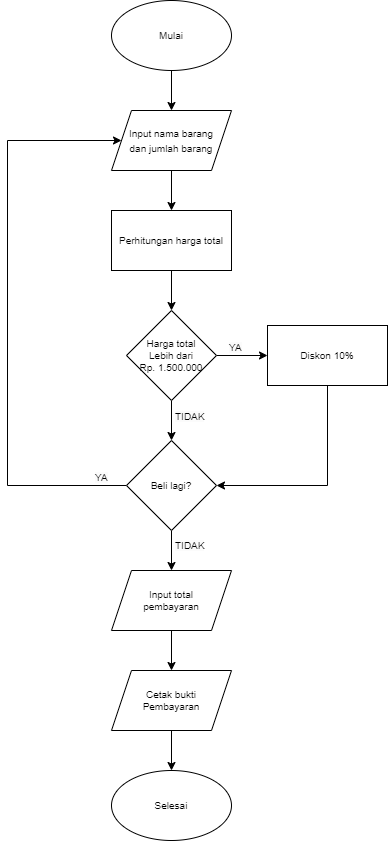 Mulai
Input nama barang
dan jumlah barang
Perhitungan harga total
Harga total
Lebih dari
Rp. 1.500.000
YA
Diskon 10%
TIDAK
YA
Beli lagi?
TIDAK
Input total
pembayaran
Cetak bukti
Pembayaran
Selesai